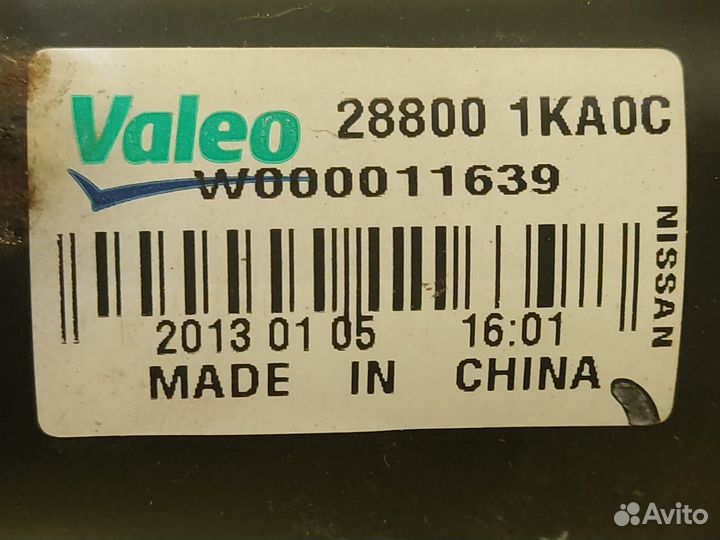 Valeo 28800 1KA0C
W000011639
NISSAN
2013 01 05 16:01
MADE IN CHINA
Avito